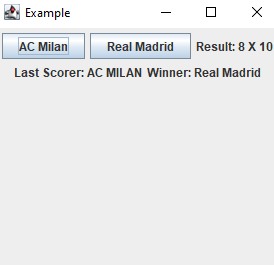 Example
AC Milan Real Madrid Result: 8 X 10
Last Scorer: AC MILAN Winner: Real Madrid